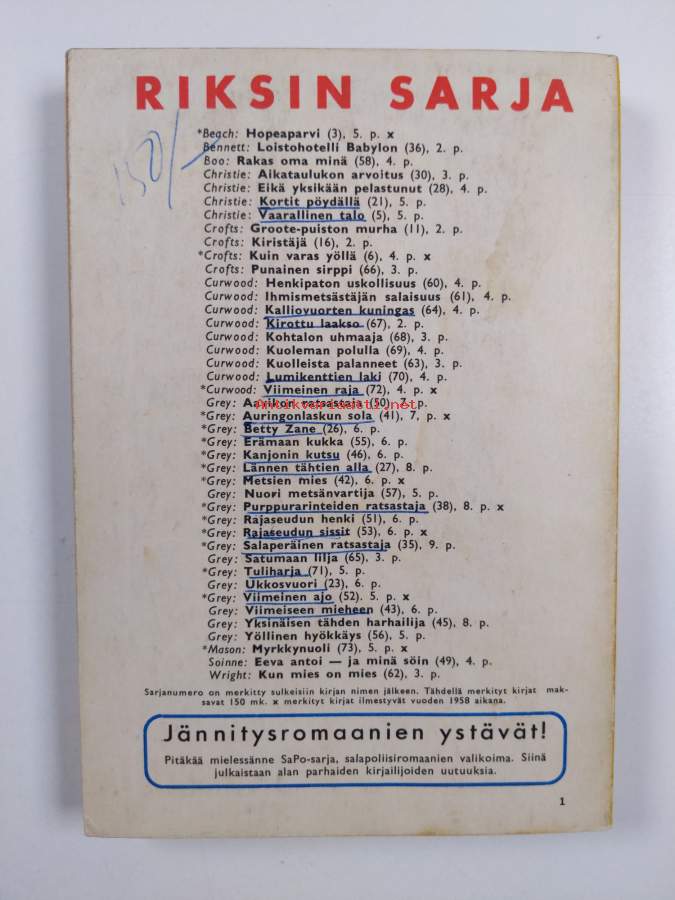 RIKSIN SARJA
150/-
*Beach: Hopeaparvi (3), 5. p. x
Bennett: Loistohotelli Babylon (36), 2. p.
Boo: Rakas oma minä (58), 4. p.
Christie: Aikataulukon arvoitus (30), 3. p.
Christie: Eikä yksikään pelastunut (28), 4. p.
Christie: Kortit pöydällä (21), 5. p.
Christie: Vaarallinen talo (5), 5. p.
Crofts: Groote-puiston murha (11), 2. p.
Crofts: Kiristäjä (16), 2. p.
*Crofts: Kuin varas yöllä (6), 4. p. x
Crofts: Punainen sirppi (66), 3. p.
Curwood: Henkipaton uskollisuus (60), 4. p.
Curwood: Ihmismetsästäjän salaisuus (61), 4. p.
Curwood: Kalliovuorten kuningas (64), 4. p.
Curwood: Kirottu laakso (67), 2. p.
Curwood: Kohtalon uhmaaja (68), 3. p.
Curwood: Kuoleman polulla (69), 4. p.
Curwood: Kuolleista palanneet (63), 3. p.
Curwood: Lumikenttien laki (70), 4. p.
*Curwood: Viimeinen raja (72), 4. p. x
Grey: Aarikon ratsastaja (50), 7. p.
Antikvariaatti.net
*Grey: Auringonlaskun sola (41), 7, p. x
*Grey: Betty Zane (26), 6. p.
*Grey: Erämaan kukka (55), 6. p.
*Grey: Kanjonin kutsu (46), 6. p.
*Grey: Lännen tähtien alla (27), 8. p.
*Grey: Metsien mies (42), 6. p. x
Grey: Nuori metsänvartija (57), 5. p.
*Grey: Purppurarinteiden ratsastaja (38), 8. p. x
*Grey: Rajaseudun henki (51), 6. p.
*Grey: Rajaseudun sissit (53), 6. p. x
*Grey: Salaperäinen ratsastaja (35), 9. p.
Grey: Satumaan lilja (65), 3. p.
*Grey: Tuliharja (71), 5. p.
Grey: Ukkosvuori (23), 6. p.
*Grey: Viimeinen ajo (52). 5. p. x
Grey: Viimeiseen mieheen (43), 6. p.
Grey: Yksinäisen tähden harhailija (45), 8. p.
Grey: Yöllinen hyökkäys (56), 5. p.
*Mason: Myrkkynuoli (73), 5. p. x
Soinne: Eeva antoi — ja minä söin (49), 4. p.
Wright: Kun mies on mies (62), 3. p.
Sarjanumero on merkitty sulkeisiin kirjan nimen jälkeen. Tähdellä merkityt kirjat mak-
savat 150 mk. x merkityt kirjat ilmestyvät vuoden 1958 aikana.
Jännitysromaanien ystävät!
Pitäkää mielessänne SaPo-sarja, salapoliisiromaanien valikoima. Siinä
julkaistaan alan parhaiden kirjailijoiden uutuuksia.
1